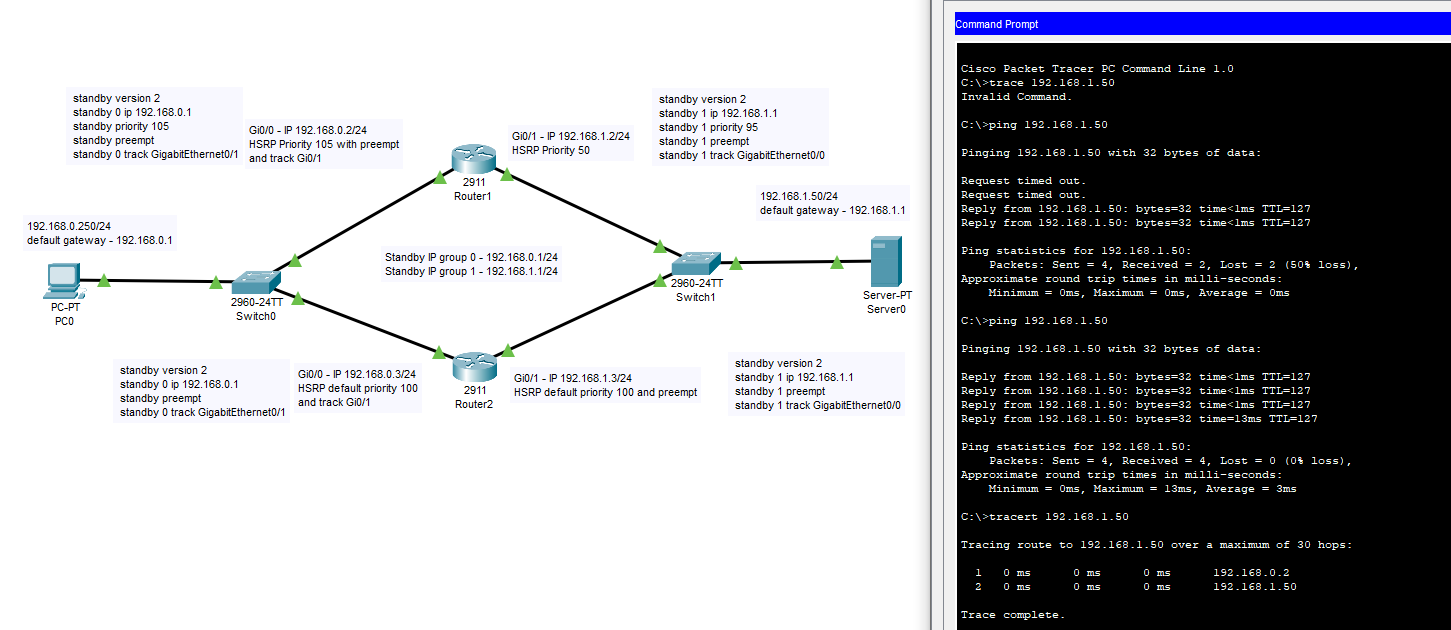 standby version 2
standby 0 ip 192.168.0.1
standby priority 105
standby preempt
standby 0 track GigabitEthernet0/1
Gi0/0 - IP 192.168.0.2/24
HSRP Priority 105 with preempt
and track Gi0/1
2911
Router1
Gi0/1 - IP 192.168.1.2/24
HSRP Priority 50
standby version 2
standby 1 ip 192.168.1.1
standby 1 priority 95
standby 1 preempt
standby 1 track GigabitEthernet0/0
192.168.1.50/24
default gateway - 192.168.1.1
192.168.0.250/24
default gateway - 192.168.0.1
PC-PT
PC0
2960-24TT
Switch0
Standby IP group 0 - 192.168.0.1/24
Standby IP group 1 - 192.168.1.1/24
2960-24TT
Switch1
Server-PT
Server0
standby version 2
standby 0 ip 192.168.0.1
standby preempt
standby 0 track GigabitEthernet0/1
Gi0/0 - IP 192.168.0.3/24
HSRP default priority 100
and track Gi0/1
2911
Router2
Gi0/1 - IP 192.168.1.3/24
HSRP default priority 100 and preempt
standby version 2
standby 1 ip 192.168.1.1
standby 1 preempt
standby 1 track GigabitEthernet0/0
Command Prompt
Cisco Packet Tracer PC Command Line 1.0
C:\>trace 192.168.1.50
Invalid Command.
C:\>ping 192.168.1.50
Pinging 192.168.1.50 with 32 bytes of data:
Request timed out.
Request timed out.
Reply from 192.168.1.50: bytes=32 time<1ms TTL=127
Reply from 192.168.1.50: bytes=32 time<1ms TTL=127
Ping statistics for 192.168.1.50:
Packets: Sent = 4, Received = 2, Lost = 2 (50% loss),
Approximate round trip times in milli-seconds:
Minimum = 0ms, Maximum = 0ms, Average = 0ms
C:\>ping 192.168.1.50
Pinging 192.168.1.50 with 32 bytes of data:
Reply from 192.168.1.50: bytes=32 time<1ms TTL=127
Reply from 192.168.1.50: bytes=32 time<1ms TTL=127
Reply from 192.168.1.50: bytes=32 time<1ms TTL=127
Reply from 192.168.1.50: bytes=32 time=13ms TTL=127
Ping statistics for 192.168.1.50:
Packets: Sent = 4, Received = 4, Lost = 0 (0% loss),
Approximate round trip times in milli-seconds:
Minimum = 0ms, Maximum = 13ms, Average = 3ms
C:\>tracert 192.168.1.50
Tracing route to 192.168.1.50 over a maximum of 30 hops:
1 0 ms 0 ms 0 ms 192.168.0.2
2 0 ms 0 ms 0 ms 192.168.1.50
Trace complete.